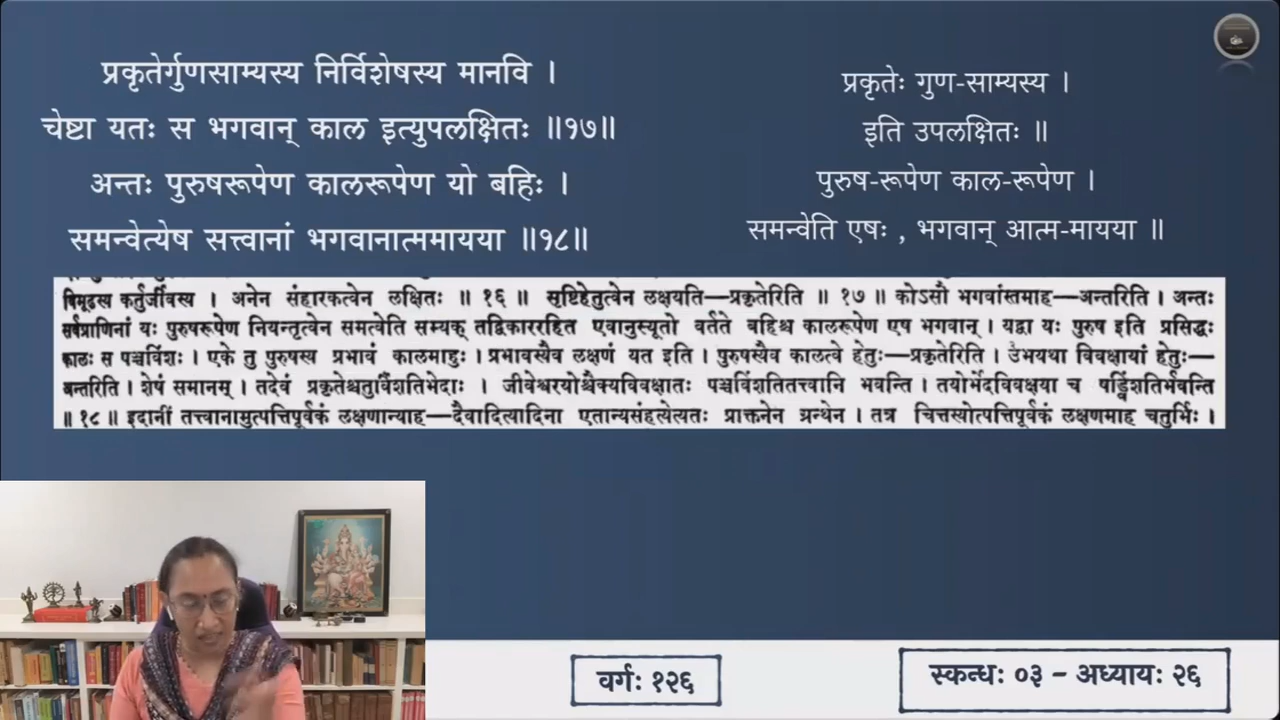 प्रकृतेर्गुणसाम्यस्य निर्विशेषस्य मानवि ।
चेष्टा यतः स भगवान् काल इत्युपलक्षितः ॥१७॥
अन्तः पुरुषरूपेण कालरूपेण यो बहिः ।
समन्वेत्येष सत्त्वानां भगवानात्ममायया ॥१८॥
प्रकृतेः गुण-साम्यस्य ।
इति उपलक्षितः ॥
पुरुष-रूपेण काल-रूपेण ।
समन्वेति एषः , भगवान् आत्म-मायया ॥
विमूढस्य कर्तुर्जीवस्य । अनेन संहारकत्वेन लक्षितः ॥ १६ ॥ सृष्टिहेतुत्वेन लक्षयति—प्रकृतेरिति ॥ १७ ॥ कोऽसौ भगवांस्तमाह—अन्तरिति । अन्तः
सर्वप्राणिनां यः पुरुषरूपेण नियन्तृत्वेन समत्वेति सम्यक् तद्विकाररहित एवानुस्यूतो वर्तते बहिश्च कालरूपेण एष भगवान् । यद्वा यः पुरुष इति प्रसिद्धः
कालः स पञ्चविंशः । एके तु पुरुषस्य प्रभावं कालमाहुः । प्रभावस्यैव लक्षणं यत इति । पुरुषस्यैव कालत्वे हेतुः—प्रकृतेरिति । उभयथा विवक्षायां हेतुः—
अन्तरिति । शेषं समानम् । तदेवं प्रकृतेश्चतुर्विंशतिभेदाः । जीवेश्वरयोश्चैक्यविवक्षातः पञ्चविंशतितत्त्वानि भवन्ति । तयोर्भेदविवक्षया च षड्विंशतिर्भवन्ति
॥ १८ ॥ इदानीं तत्त्वानामुत्पत्तिपूर्वकं लक्षणान्याह—दैवादित्यादिना एतान्यसंहत्येत्यतः प्राक्तनेन ग्रन्थेन । तत्र चित्तस्योत्पत्तिपूर्वकं लक्षणमाह चतुर्भिः ।
वर्गः १२६
स्कन्धः ०३ – अध्यायः २६